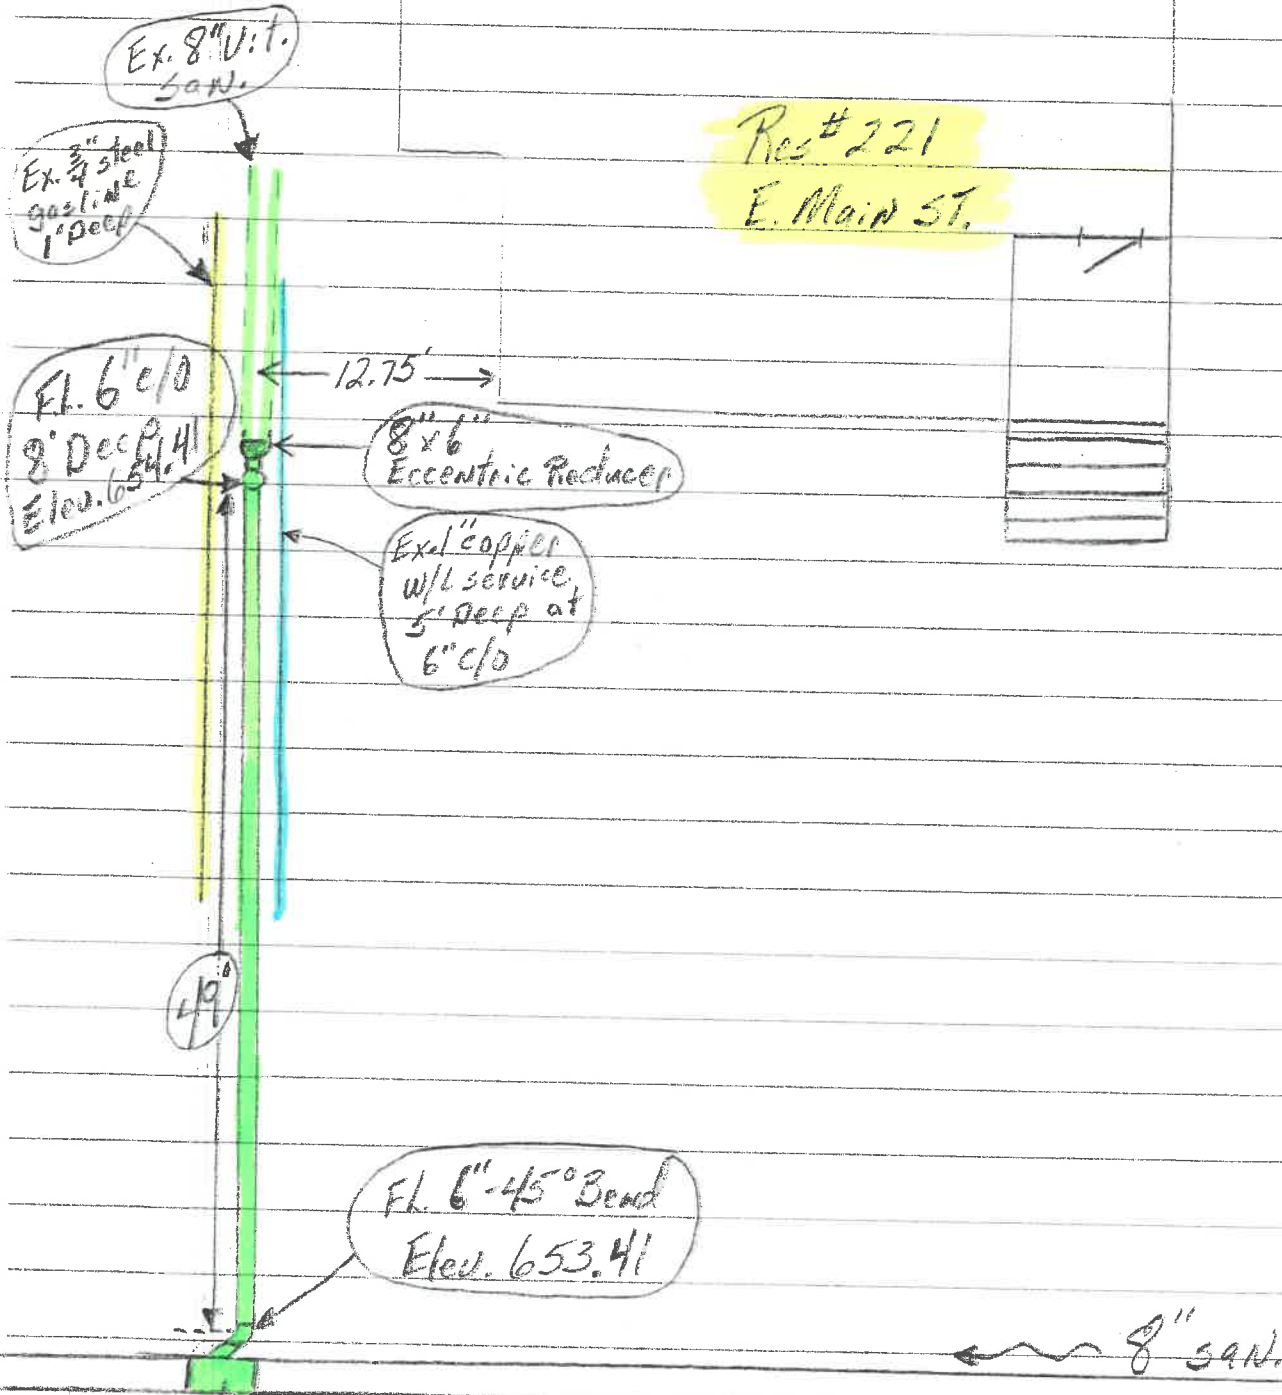 Ex. 8" Vit.
San.
Ex. 3/4" steel
gasline
1' Deep
Res # 221
E. Main ST.
12.75'
FL. 6" c/o
8' Deep
Elev. 654.41
8" x 6"
Eccentric Reducer
Ex. 1" copper
w/L service
5' Deep at
6" c/o
49'
FL. 6" - 45° Bend
Elev. 653.41
8" san.